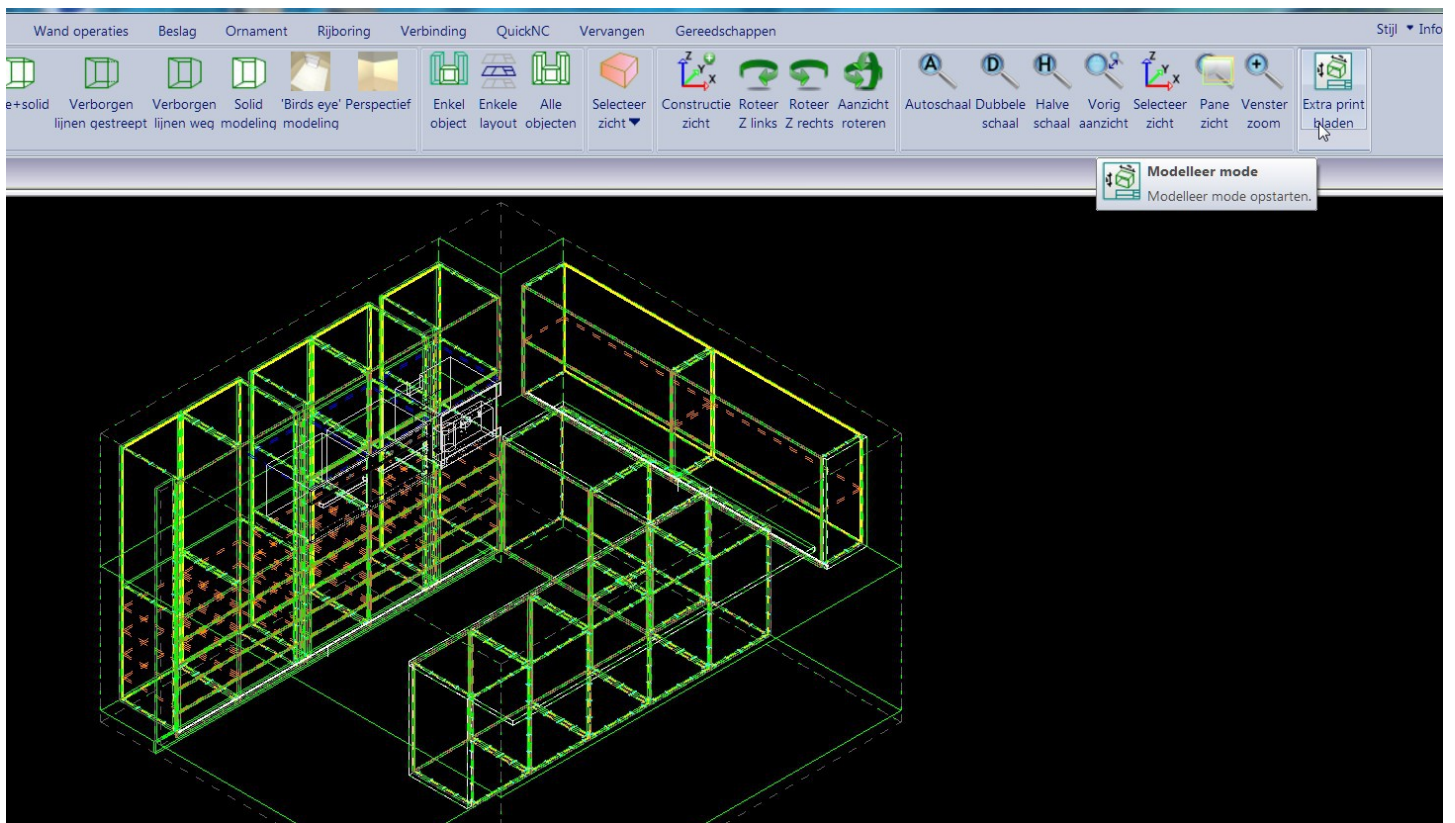 Wand operaties Beslag Ornament Rijboring Verbinding QuickNC Vervangen Gereedschappen Stijl Info
e+solid Verborgen Verborgen Solid 'Birds eye' Perspectief Enkel Enkele Alle Selecteer Constructie Roteer Roteer Aanzicht Autoschaal Dubbele Halve Vorig Selecteer Pane Venster Extra print
lijnen gestreept lijnen weg modeling modeling object layout objecten zicht zicht Z links Z rechts roteren schaal schaal aanzicht zicht zicht zoom bladen
Modelleer mode
Modelleer mode opstarten.